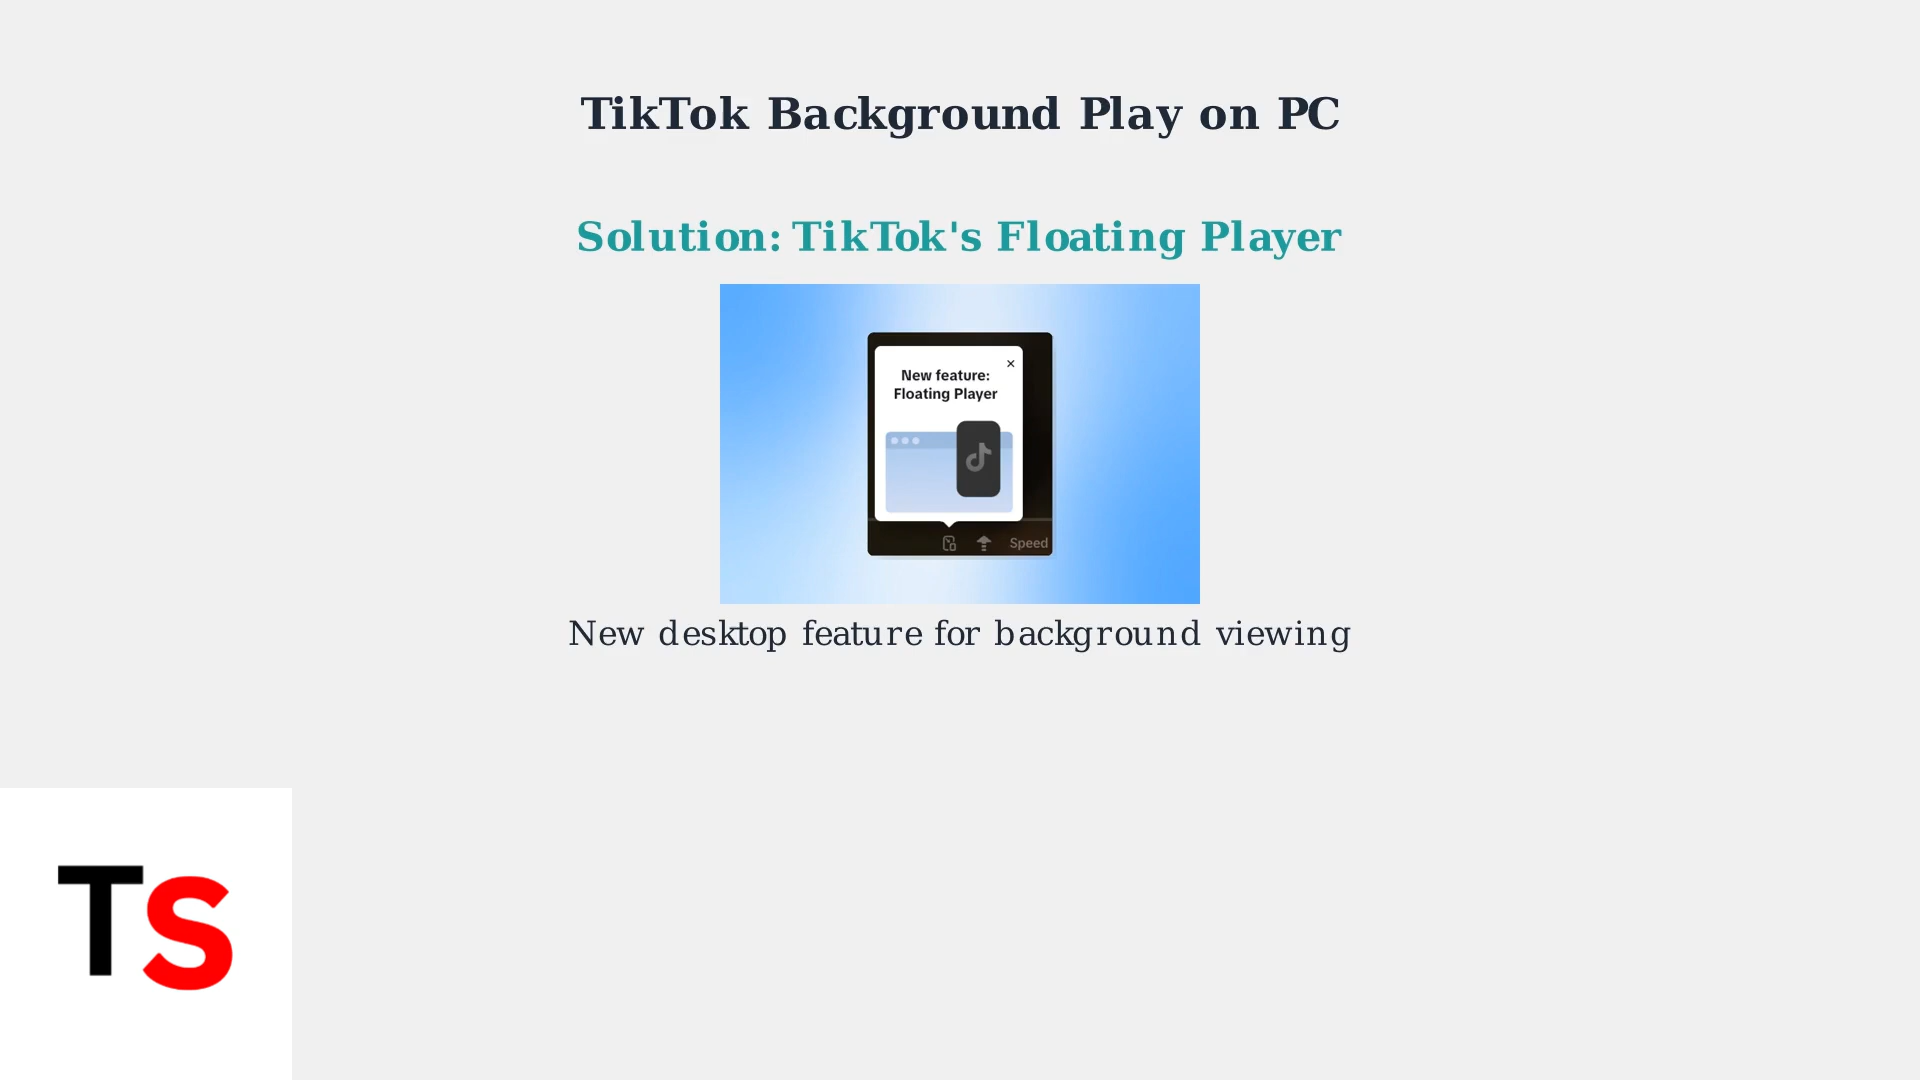 TikTok Background Play on PC
Solution: TikTok's Floating Player
New feature:
Floating Player
Speed
New desktop feature for background viewing
TS